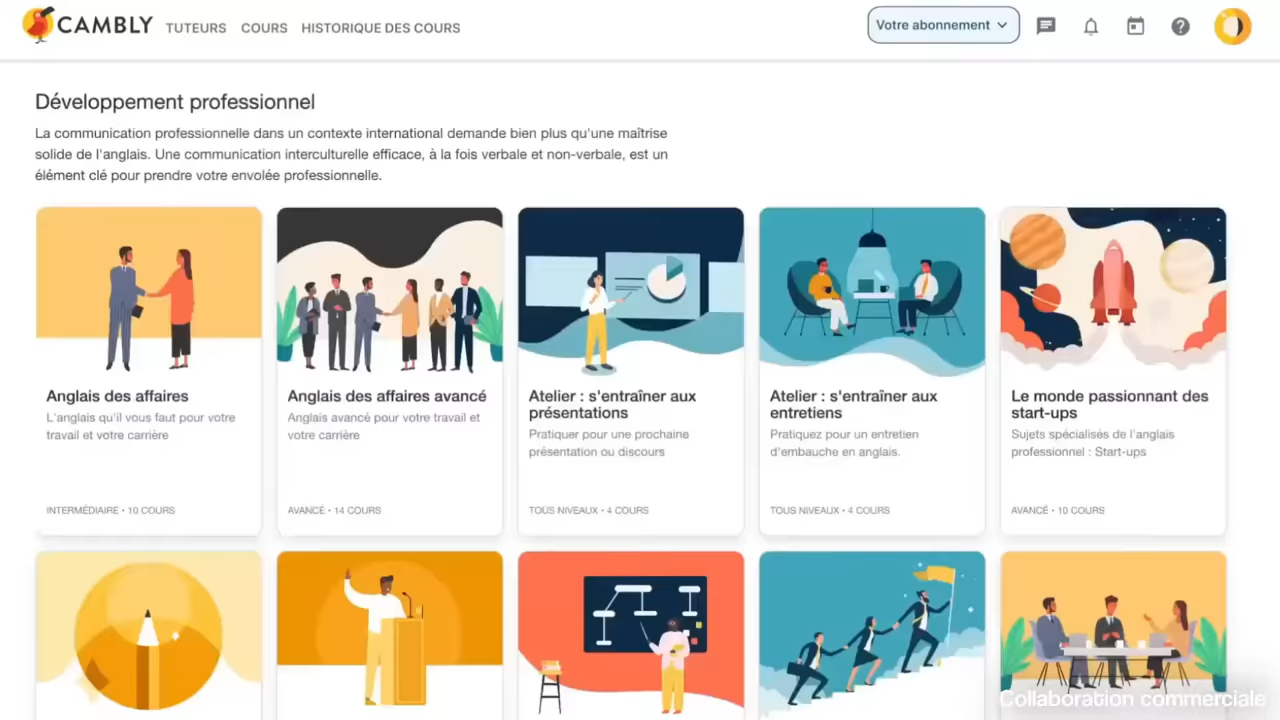 CAMBLY
TUTEURS COURS HISTORIQUE DES COURS
Votre abonnement
Développement professionnel
La communication professionnelle dans un contexte international demande bien plus qu'une maîtrise
solide de l'anglais. Une communication interculturelle efficace, à la fois verbale et non-verbale, est un
élément clé pour prendre votre envolée professionnelle.
Anglais des affaires
L'anglais qu'il vous faut pour votre
travail et votre carrière
INTERMÉDIAIRE • 10 COURS
Anglais des affaires avancé
Anglais avancé pour votre travail et
votre carrière
AVANCÉ • 14 COURS
Atelier : s'entraîner aux
présentations
Pratiquer pour une prochaine
présentation ou discours
TOUS NIVEAUX • 4 COURS
Atelier : s'entraîner aux
entretiens
Pratiquez pour un entretien
d'embauche en anglais.
TOUS NIVEAUX • 4 COURS
Le monde passionnant des
start-ups
Sujets spécialisés de l'anglais
professionnel : Start-ups
AVANCÉ • 10 COURS
Collaboration commerciale